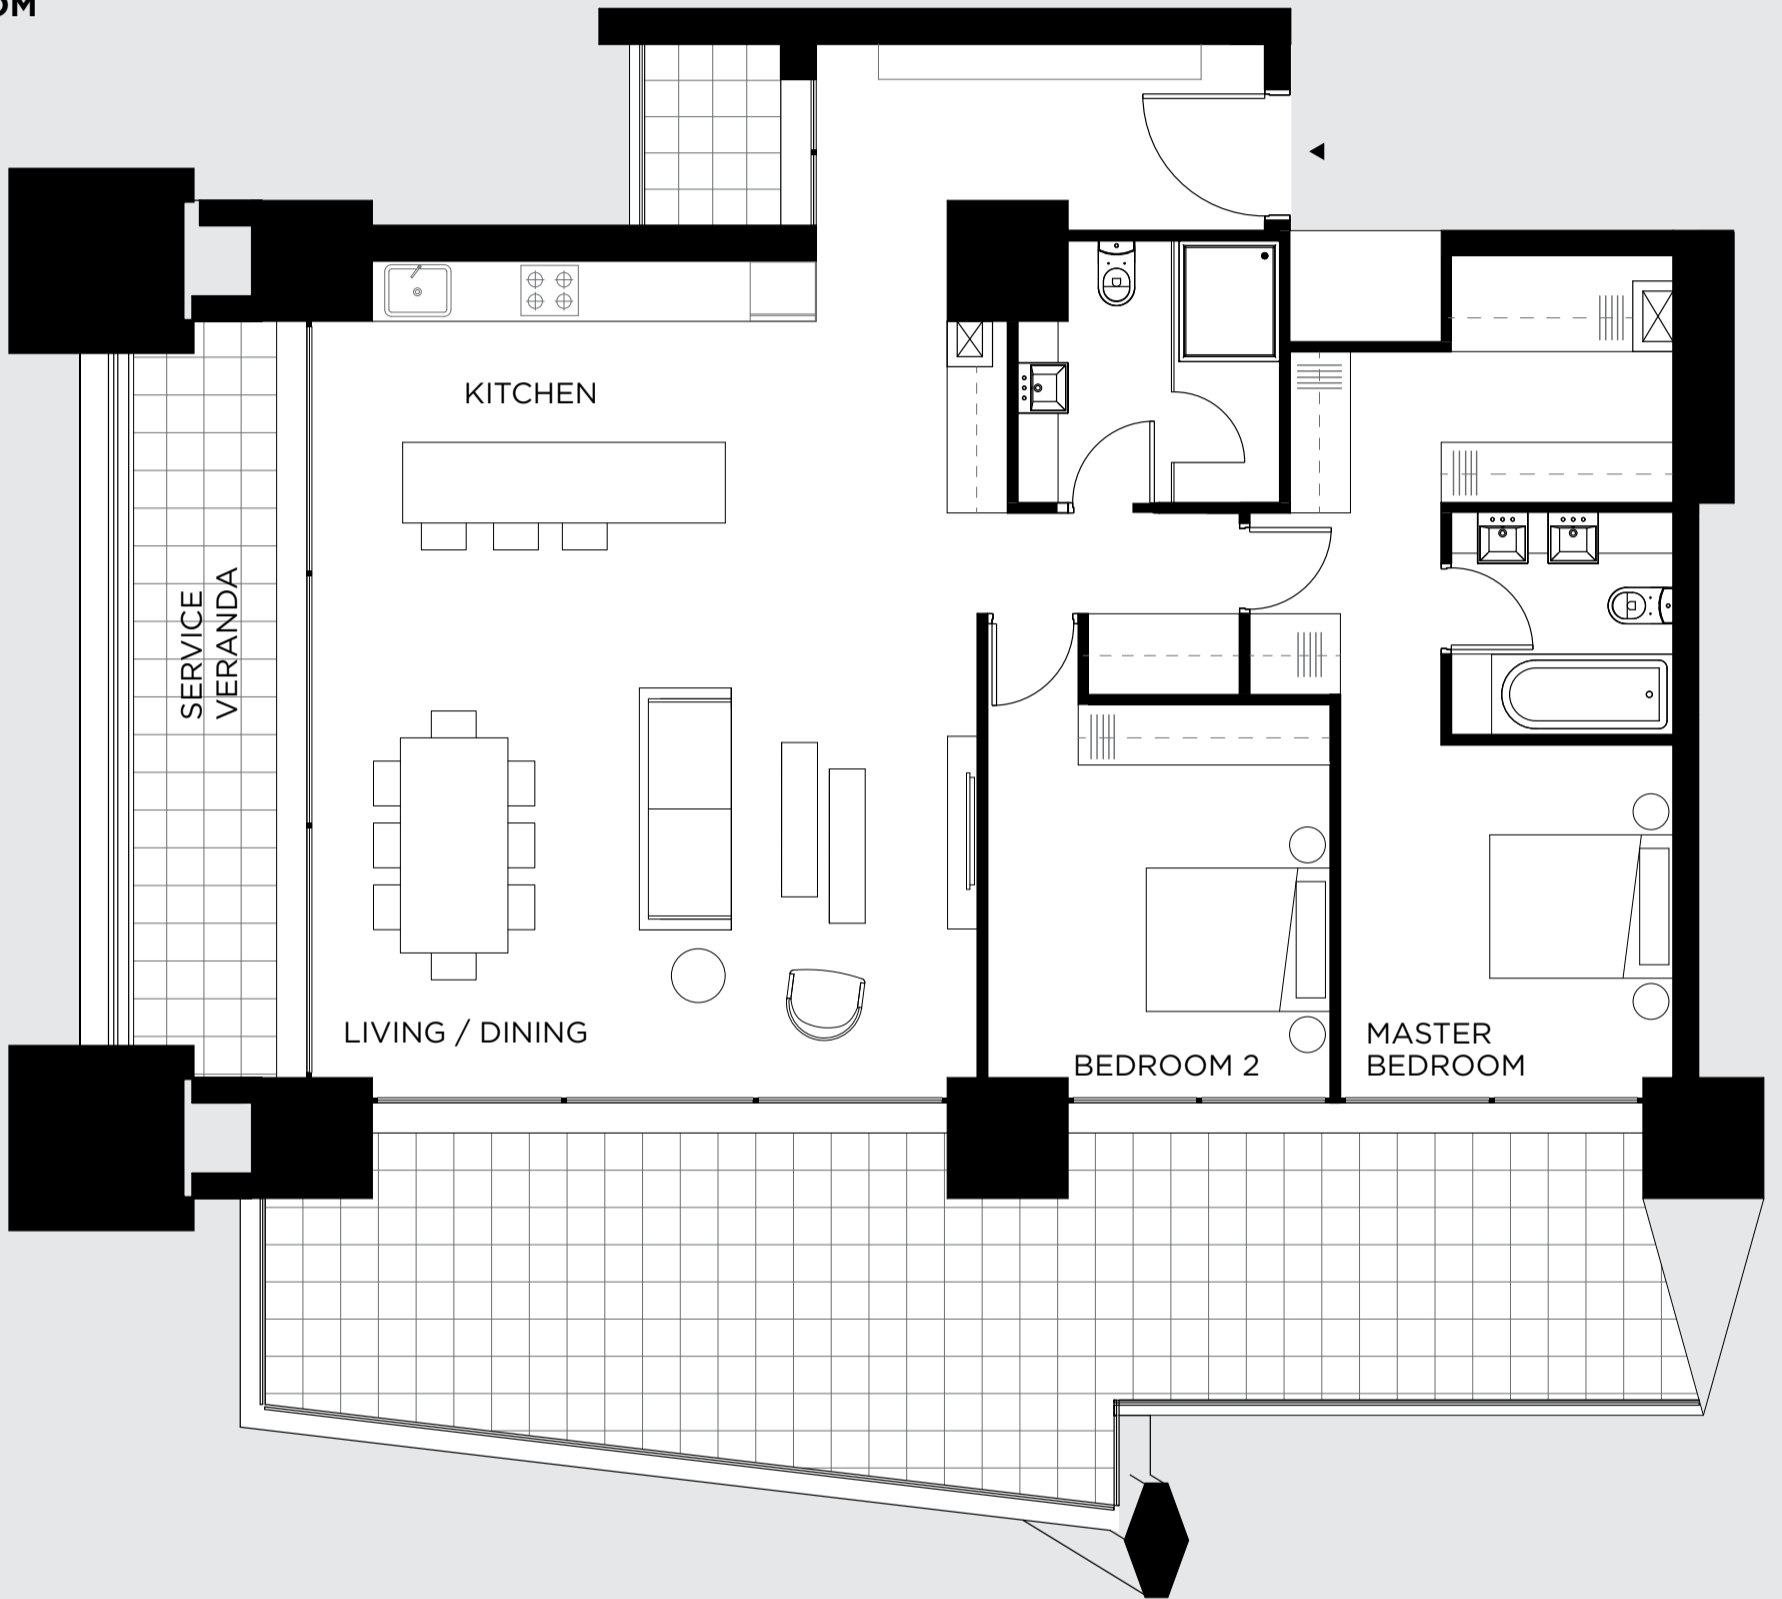 KITCHEN
SERVICE
VERANDA
LIVING / DINING
BEDROOM 2
MASTER
BEDROOM